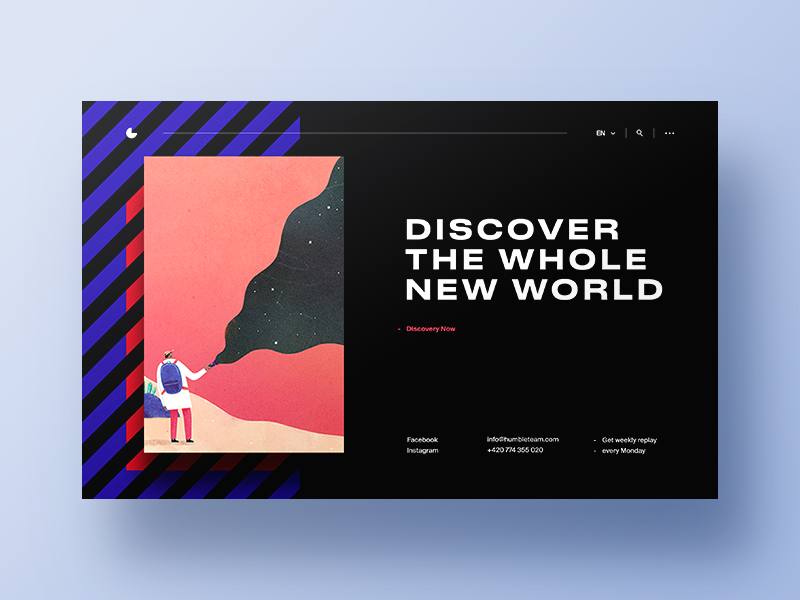 EN
DISCOVER
THE WHOLE
NEW WORLD
- Discovery Now
Facebook
Instagram
info@humbleteam.com
+420 774 355 020
- Get weekly replay
- every Monday